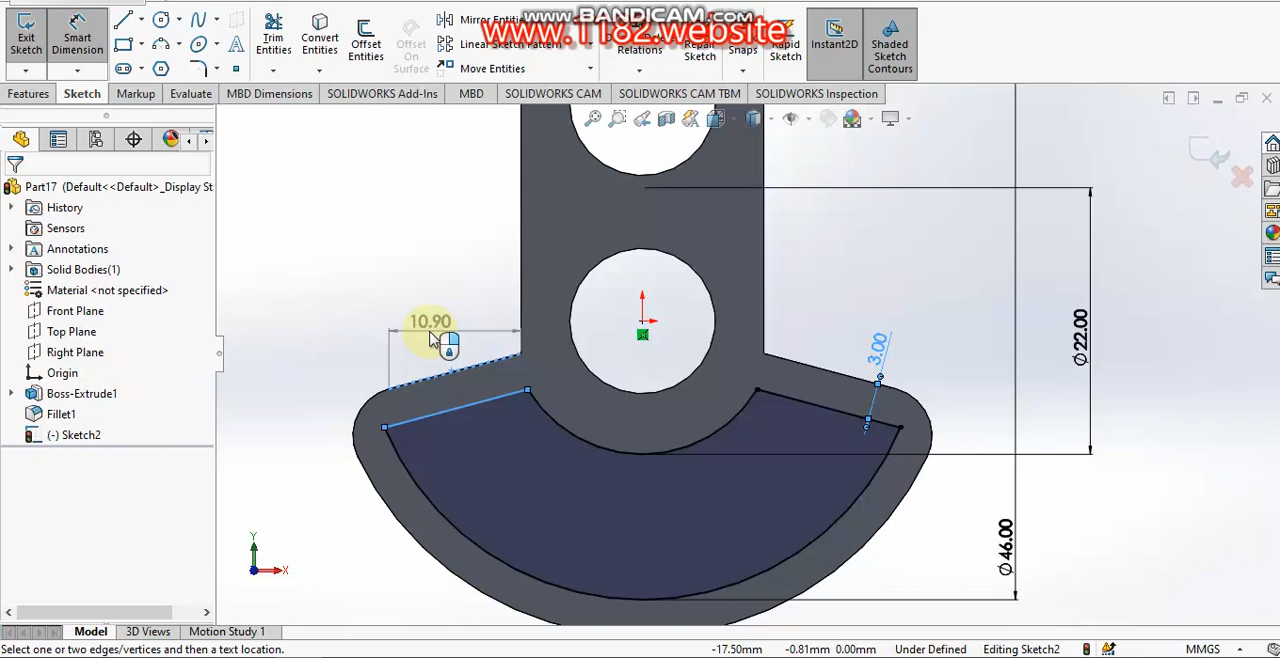 www.BANDICAM.com
www.1182.website
Exit Sketch
Smart Dimension
Trim Entities
Convert Entities
Offset Entities
Offset On Surface
Mirror Entities
Linear Sketch Pattern
Move Entities
Relations
Repair Sketch
Snaps
Rapid Sketch
Instant2D
Shaded Sketch Contours
Features
Sketch
Markup
Evaluate
MBD Dimensions
SOLIDWORKS Add-Ins
MBD
SOLIDWORKS CAM
SOLIDWORKS CAM TBM
SOLIDWORKS Inspection
Part17 (Default<<Default>_Display St
History
Sensors
Annotations
Solid Bodies(1)
Material <not specified>
Front Plane
Top Plane
Right Plane
Origin
Boss-Extrude1
Fillet1
(-) Sketch2
10.90
3.00
Ø22.00
Ø46.00
Y
X
Model
3D Views
Motion Study 1
Select one or two edges/vertices and then a text location.
-17.50mm
-0.81mm 0.00mm
Under Defined
Editing Sketch2
MMGS